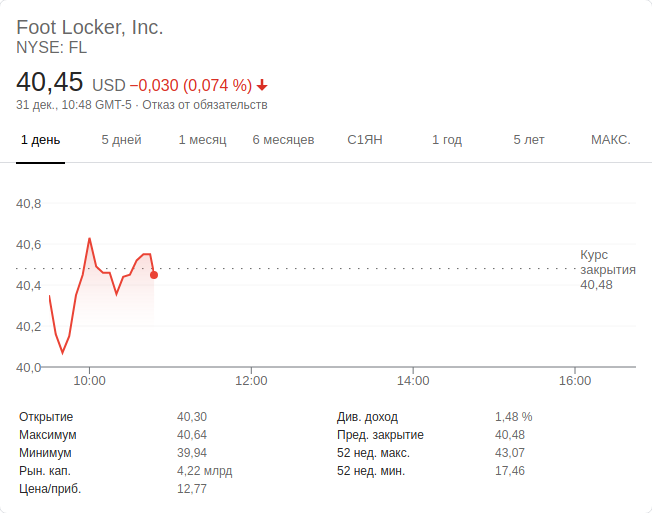 Foot Locker, Inc.
NYSE: FL
40,45 USD −0,030 (0,074 %)
31 дек., 10:48 GMT-5 · Отказ от обязательств
1 день 5 дней 1 месяц 6 месяцев С1ЯН 1 год 5 лет МАКС.
40,8
40,6
Курс
закрытия
40,48
40,4
40,2
40,0
10:00 12:00 14:00 16:00
Открытие 40,30 Див. доход 1,48 %
Максимум 40,64 Пред. закрытие 40,48
Минимум 39,94 52 нед. макс. 43,07
Рын. кап. 4,22 млрд 52 нед. мин. 17,46
Цена/приб. 12,77